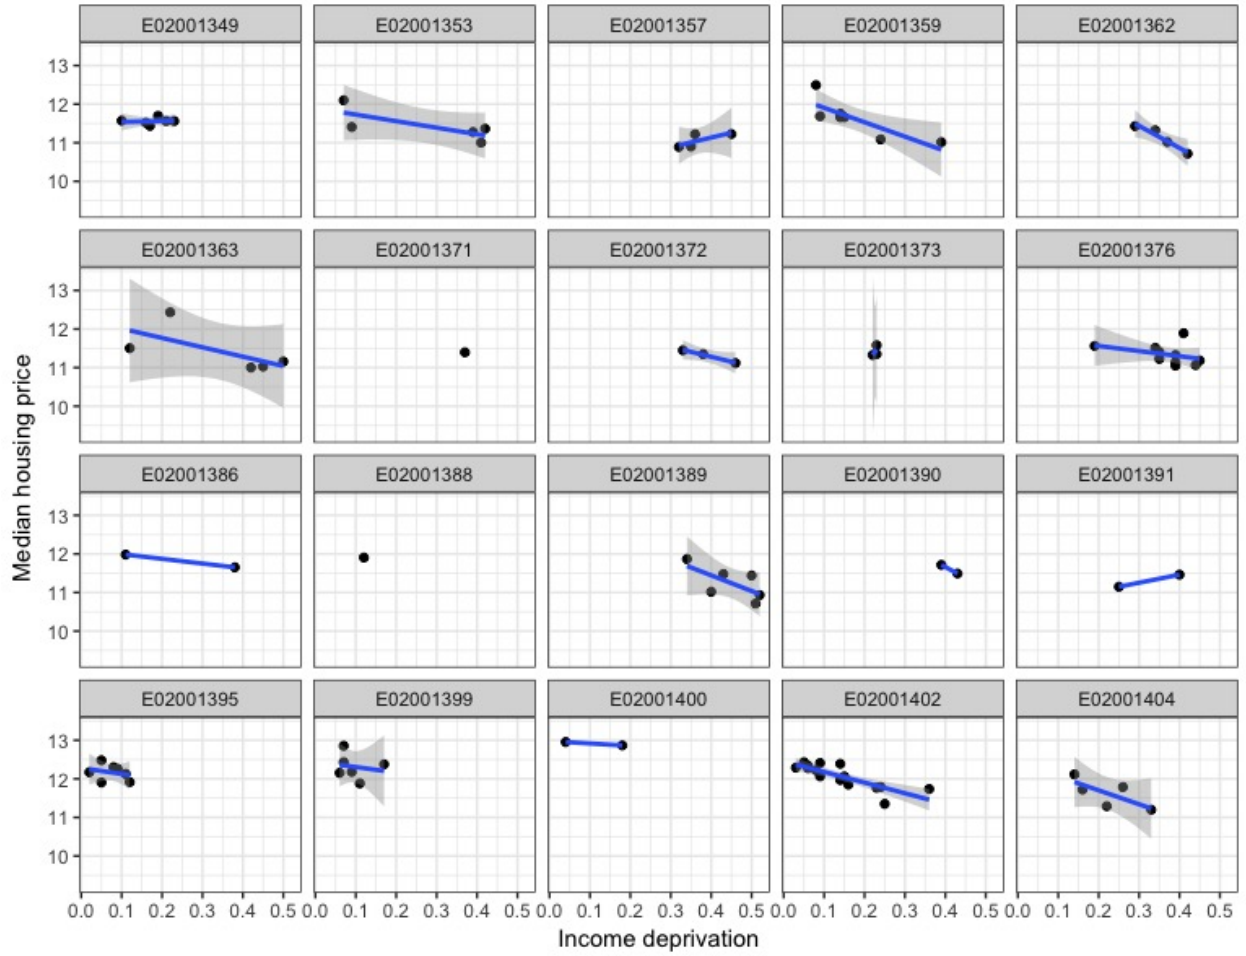 E02001349 E02001353 E02001357 E02001359 E02001362
13
12
11
10
E02001363 E02001371 E02001372 E02001373 E02001376
13
12
11
10
Median housing price
E02001386 E02001388 E02001389 E02001390 E02001391
13
12
11
10
E02001395 E02001399 E02001400 E02001402 E02001404
13
12
11
10
0.0 0.1 0.2 0.3 0.4 0.5 0.0 0.1 0.2 0.3 0.4 0.5 0.0 0.1 0.2 0.3 0.4 0.5 0.0 0.1 0.2 0.3 0.4 0.5 0.0 0.1 0.2 0.3 0.4 0.5
Income deprivation